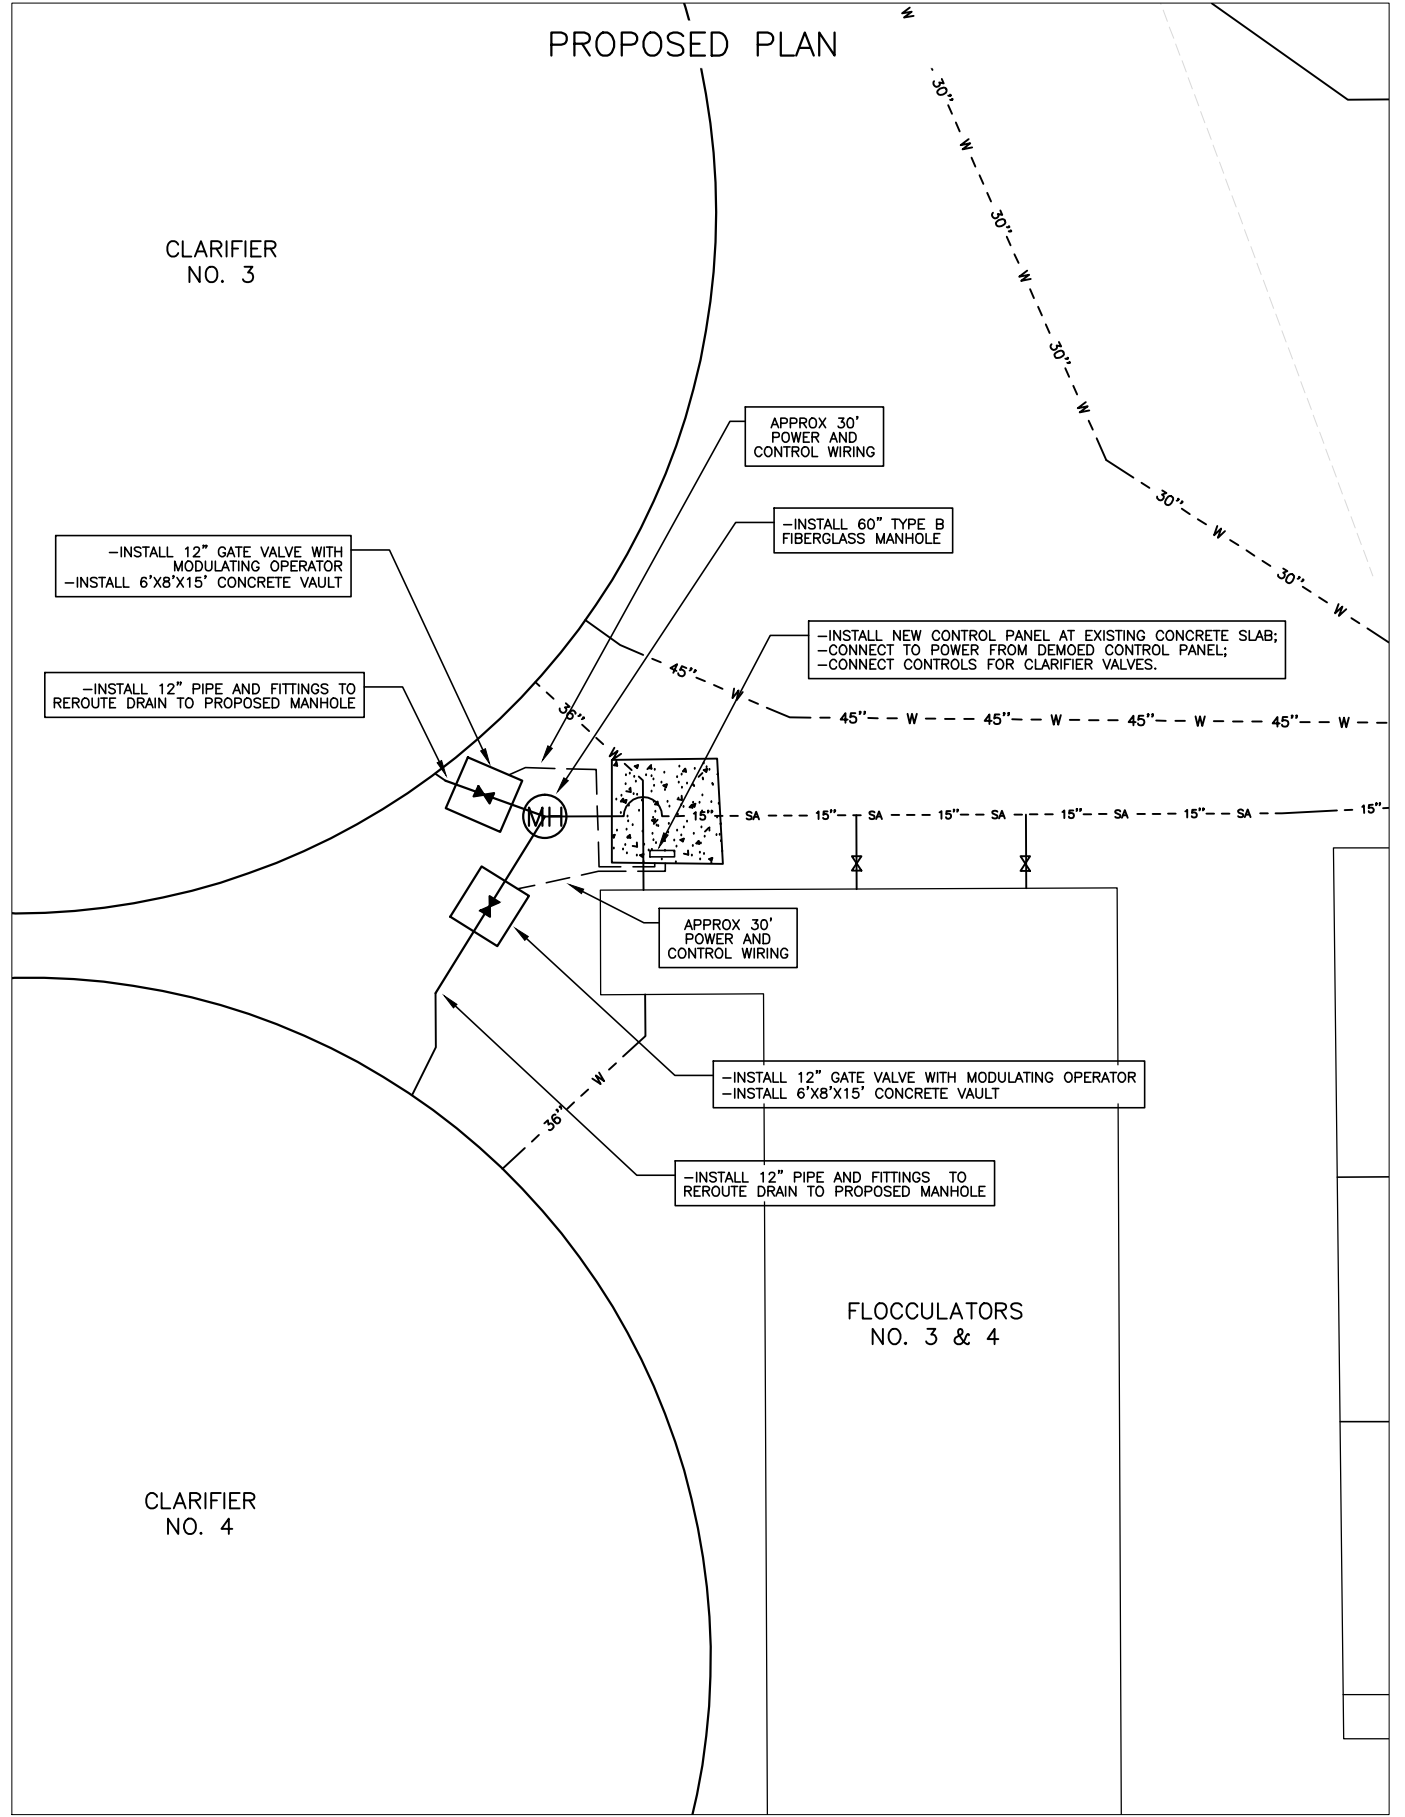 PROPOSED PLAN
W
30"
W
30"
W
30"
W
30"
W
30"
W
CLARIFIER
NO. 3
APPROX 30'
POWER AND
CONTROL WIRING
-INSTALL 60" TYPE B
FIBERGLASS MANHOLE
-INSTALL 12" GATE VALVE WITH
MODULATING OPERATOR
-INSTALL 6'X8'X15' CONCRETE VAULT
-INSTALL NEW CONTROL PANEL AT EXISTING CONCRETE SLAB;
-CONNECT TO POWER FROM DEMOED CONTROL PANEL;
-CONNECT CONTROLS FOR CLARIFIER VALVES.
-INSTALL 12" PIPE AND FITTINGS TO
REROUTE DRAIN TO PROPOSED MANHOLE
45" W 45" W 45" W 45" W 45" W
36" W
MH
15" SA 15" SA 15" SA 15" SA 15" SA 15"
APPROX 30'
POWER AND
CONTROL WIRING
-INSTALL 12" GATE VALVE WITH MODULATING OPERATOR
-INSTALL 6'X8'X15' CONCRETE VAULT
W
36"
-INSTALL 12" PIPE AND FITTINGS TO
REROUTE DRAIN TO PROPOSED MANHOLE
FLOCCULATORS
NO. 3 & 4
CLARIFIER
NO. 4